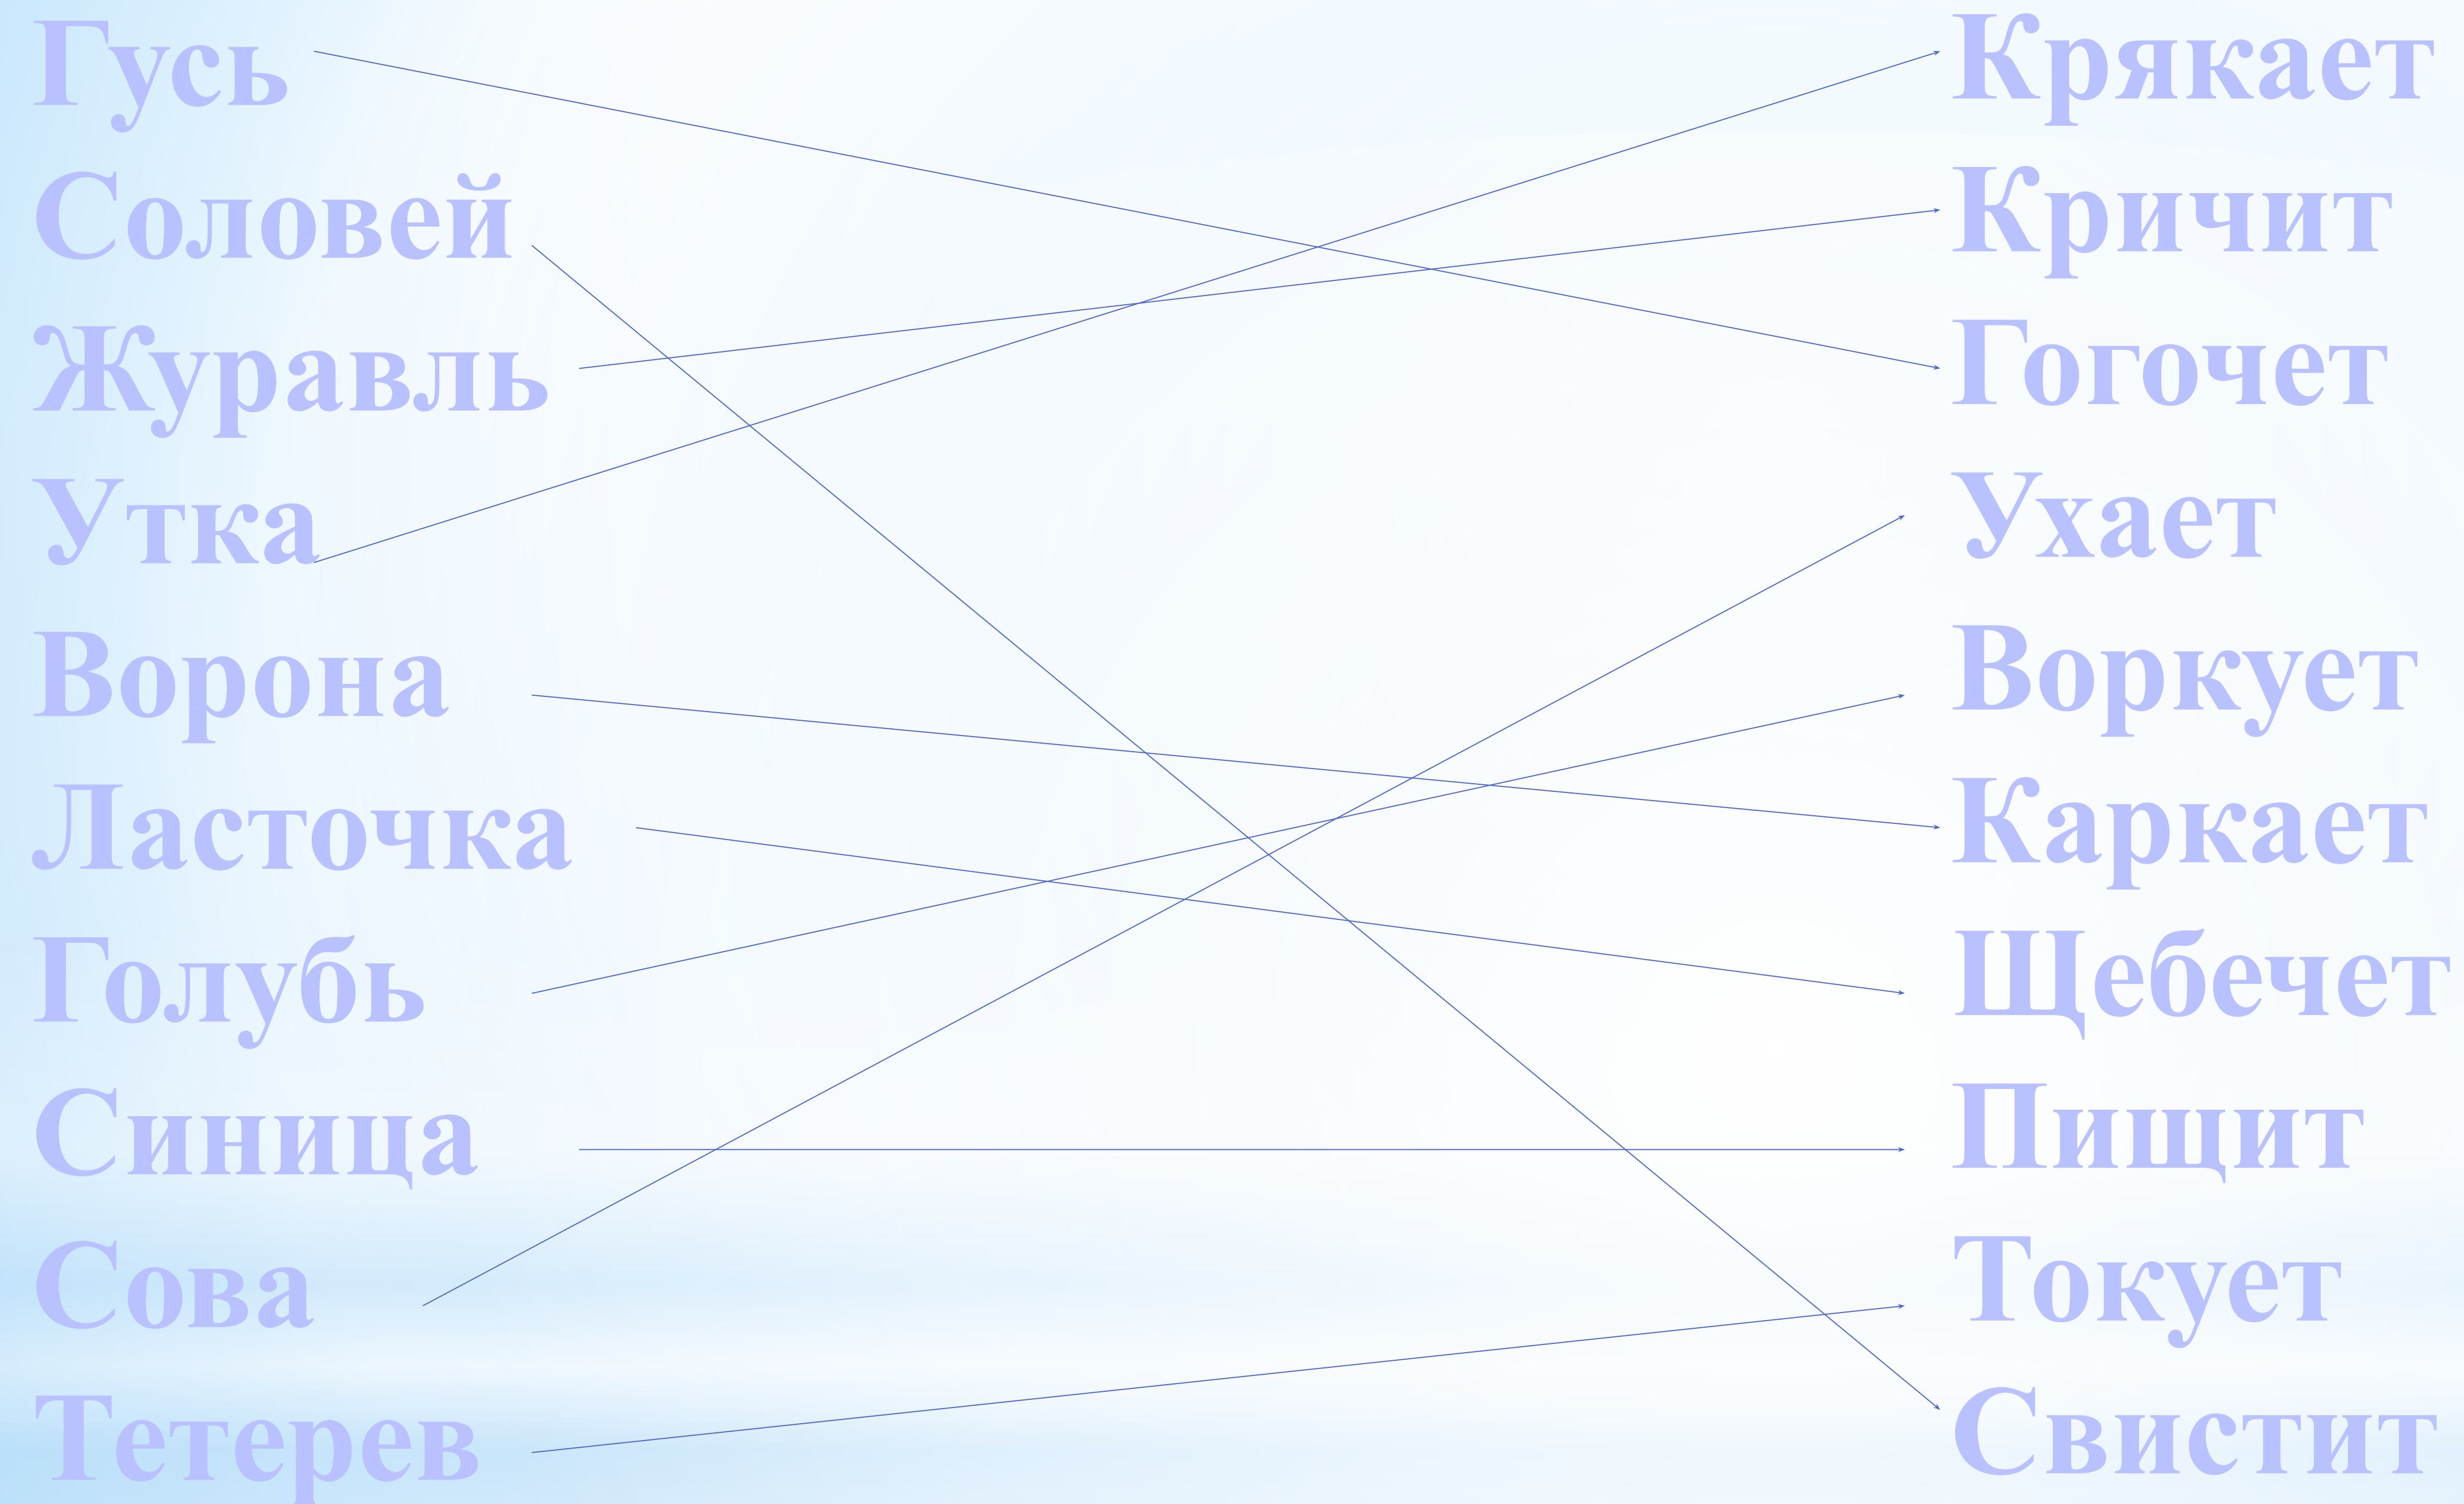 Гусь
Соловей
Журавль
Утка
Ворона
Ласточка
Голубь
Синица
Сова
Тетерев
Крякает
Кричит
Гогочет
Ухает
Воркует
Каркает
Щебечет
Пищит
Токует
Свистит